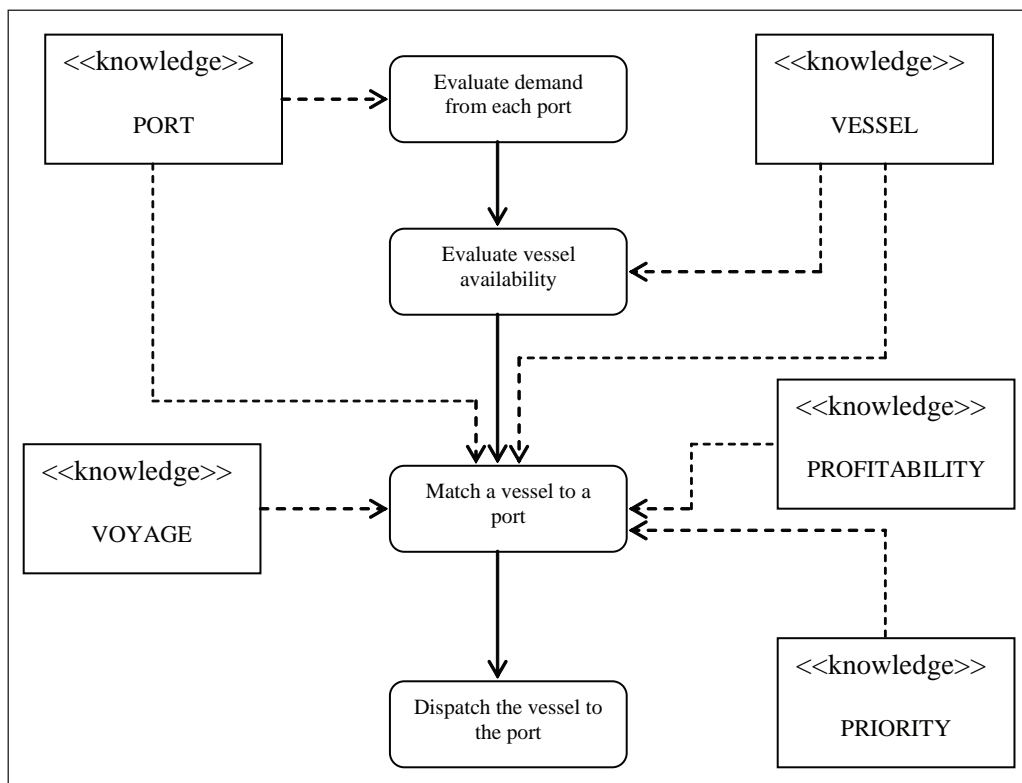 <<knowledge>>
PORT
Evaluate demand
from each port
<<knowledge>>
VESSEL
Evaluate vessel
availability
<<knowledge>>
PROFITABILITY
<<knowledge>>
VOYAGE
Match a vessel to a
port
Dispatch the vessel to
the port
<<knowledge>>
PRIORITY